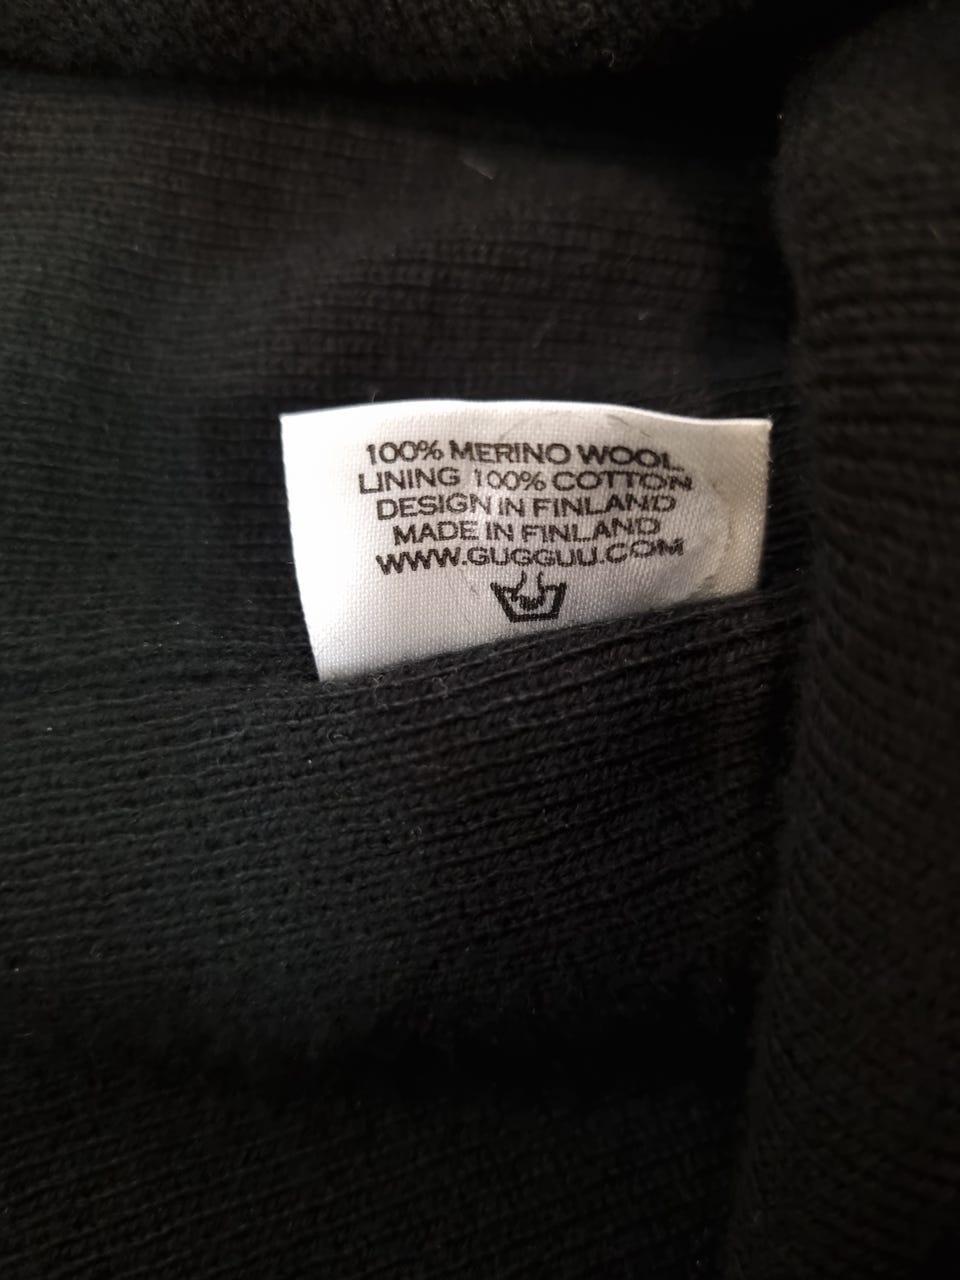 100% MERINO WOOL
LINING 100% COTTON
DESIGN IN FINLAND
MADE IN FINLAND
WWW.GUGGUU.COM